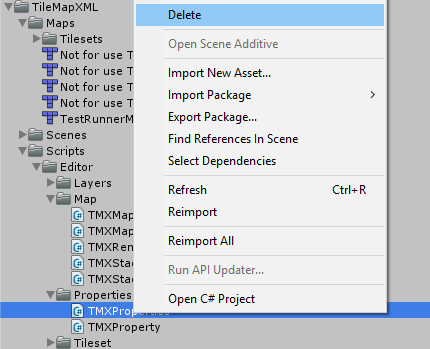 TileMapXML
Maps
Tilesets
Not for use T
Not for use T
Not for use T
Not for use T
TestRunnerM
Scenes
Scripts
Editor
Layers
Map
TMXMap
TMXMap
TMXRen
TMXStac
TMXStac
Properties
TMXProperties
TMXProperty
Tileset
Delete
Open Scene Additive
Import New Asset...
Import Package
Export Package...
Find References In Scene
Select Dependencies
Refresh Ctrl+R
Reimport
Reimport All
Run API Updater...
Open C# Project